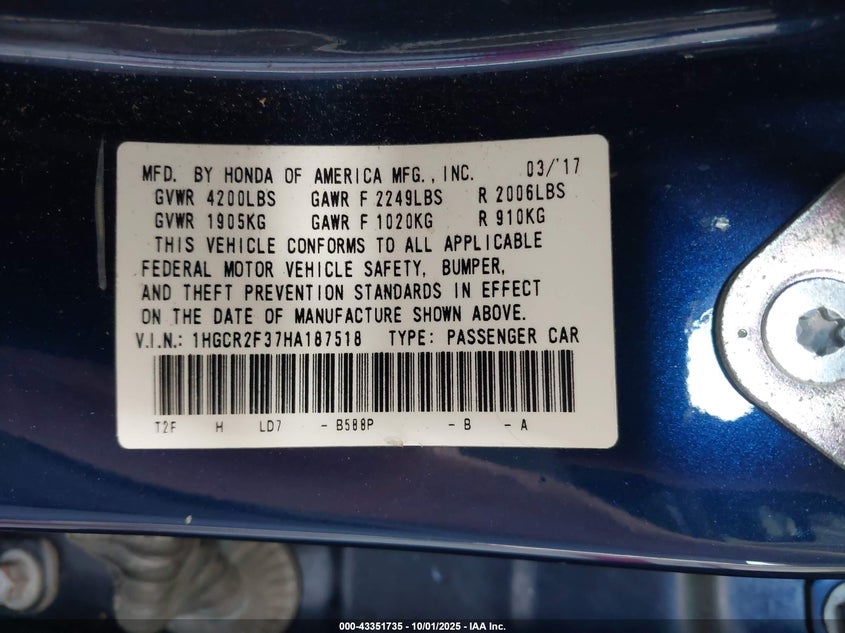 MFD. BY HONDA OF AMERICA MFG., INC. 03/'17
GVWR 4200LBS GAWR F 2249LBS R 2006LBS
GVWR 1905KG GAWR F 1020KG R 910KG
THIS VEHICLE CONFORMS TO ALL APPLICABLE
FEDERAL MOTOR VEHICLE SAFETY, BUMPER,
AND THEFT PREVENTION STANDARDS IN EFFECT
ON THE DATE OF MANUFACTURE SHOWN ABOVE.
V.I.N.: 1HGCR2F37HA187518 TYPE: PASSENGER CAR
T2F H LD7 - B588P - B - A
000-43351735 - 10/01/2025 - IAA Inc.